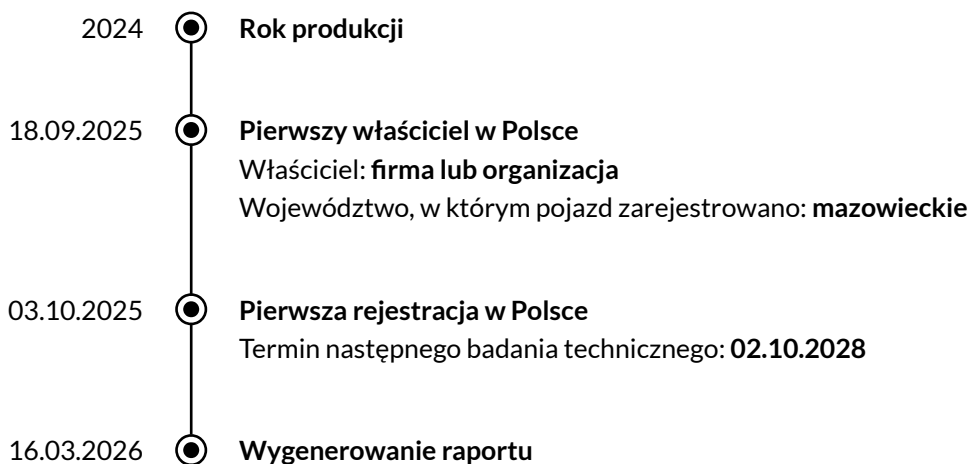 2024 Rok produkcji
18.09.2025 Pierwszy właściciel w Polsce
Właściciel: firma lub organizacja
Województwo, w którym pojazd zarejestrowano: mazowieckie
03.10.2025 Pierwsza rejestracja w Polsce
Termin następnego badania technicznego: 02.10.2028
16.03.2026 Wygenerowanie raportu